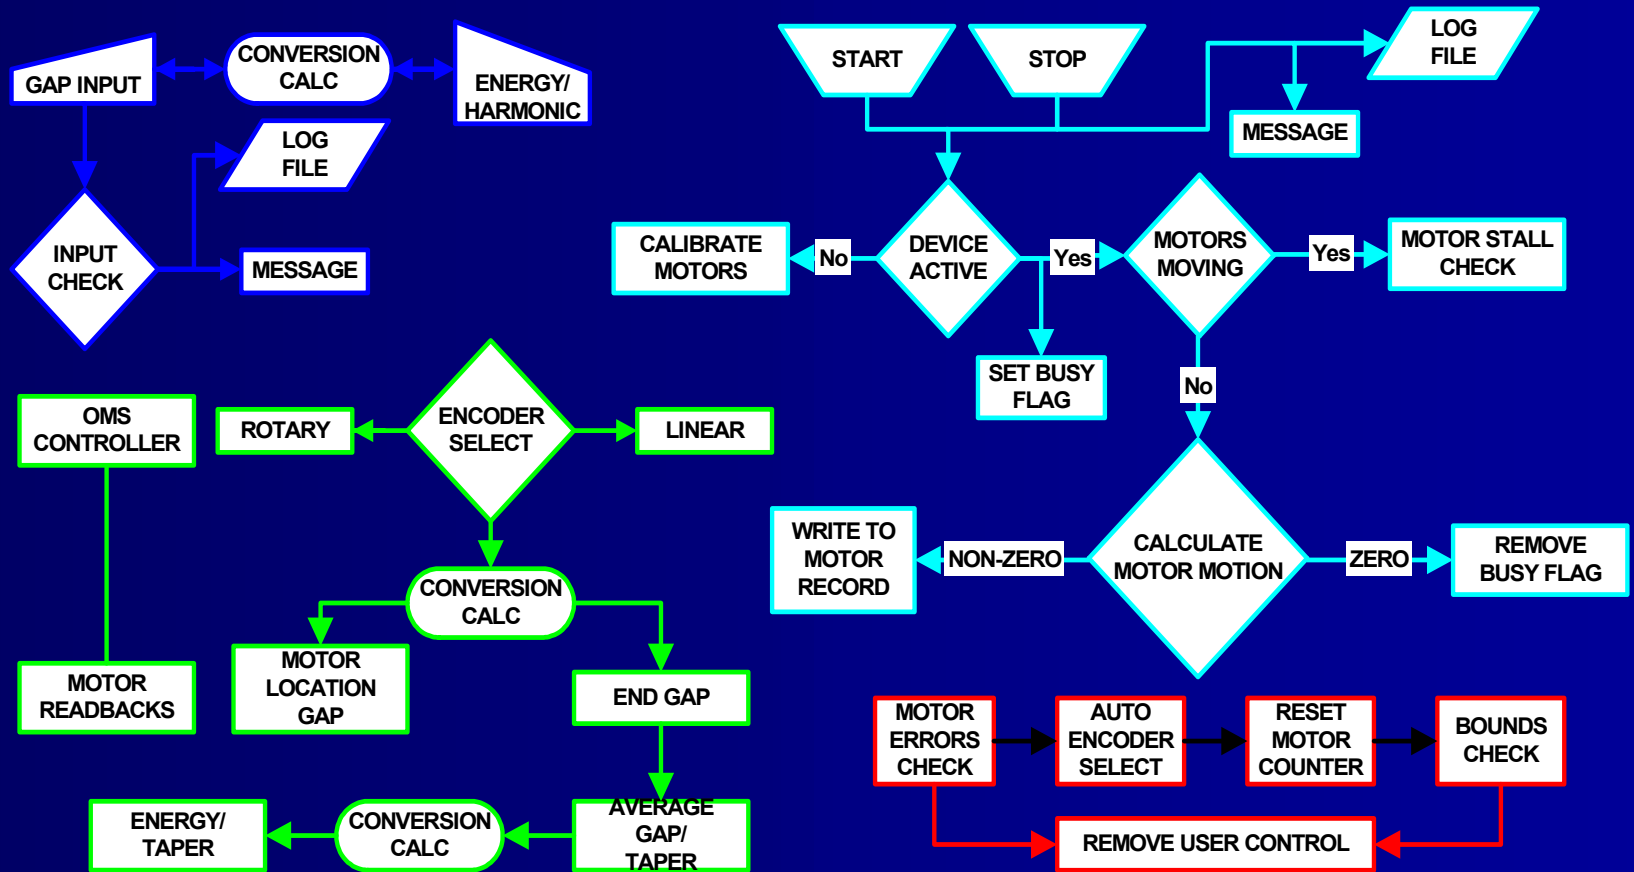 GAP INPUT
CONVERSION
CALC
ENERGY/
HARMONIC
LOG
FILE
INPUT
CHECK
MESSAGE
START
STOP
LOG
FILE
MESSAGE
CALIBRATE
MOTORS
No
DEVICE
ACTIVE
Yes
MOTORS
MOVING
Yes
MOTOR STALL
CHECK
SET BUSY
FLAG
No
WRITE TO
MOTOR
RECORD
NON-ZERO
CALCULATE
MOTOR MOTION
ZERO
REMOVE
BUSY FLAG
OMS
CONTROLLER
MOTOR
READBACKS
ROTARY
ENCODER
SELECT
LINEAR
CONVERSION
CALC
MOTOR
LOCATION
GAP
END GAP
AVERAGE
GAP/
TAPER
CONVERSION
CALC
ENERGY/
TAPER
MOTOR
ERRORS
CHECK
AUTO
ENCODER
SELECT
RESET
MOTOR
COUNTER
BOUNDS
CHECK
REMOVE USER CONTROL